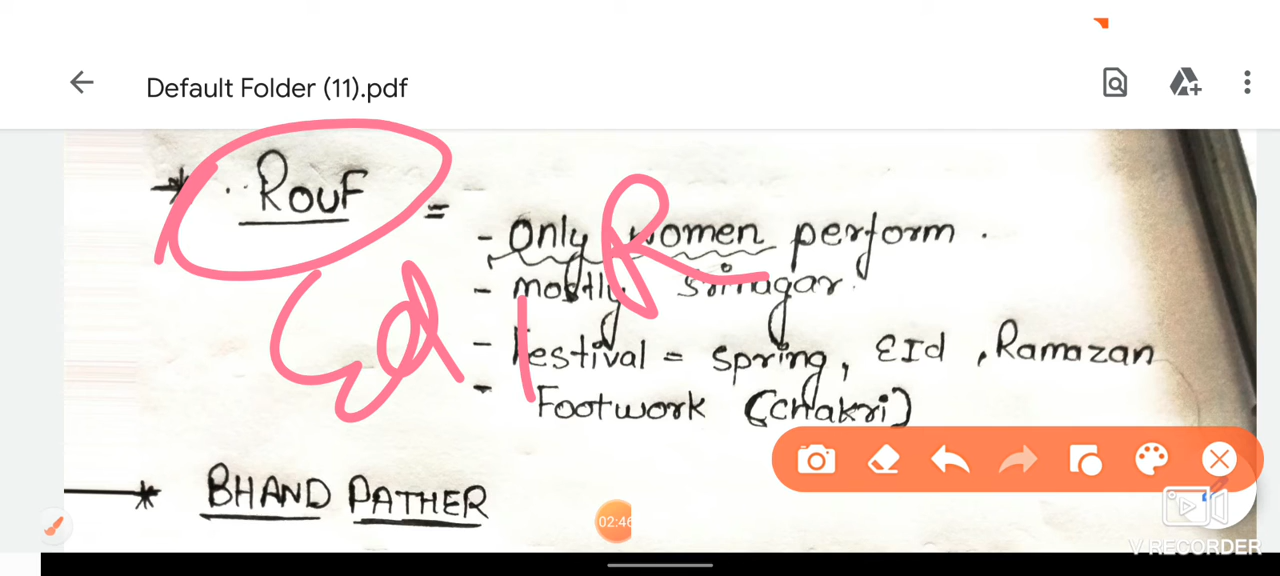 Default Folder (11).pdf
ROUF =
- Only women perform.
- mostly srinagar.
- Festival = spring, EId, Ramazan
- Footwork (CHAKRI)
BHAND PATHER
02:46
V RECORDER